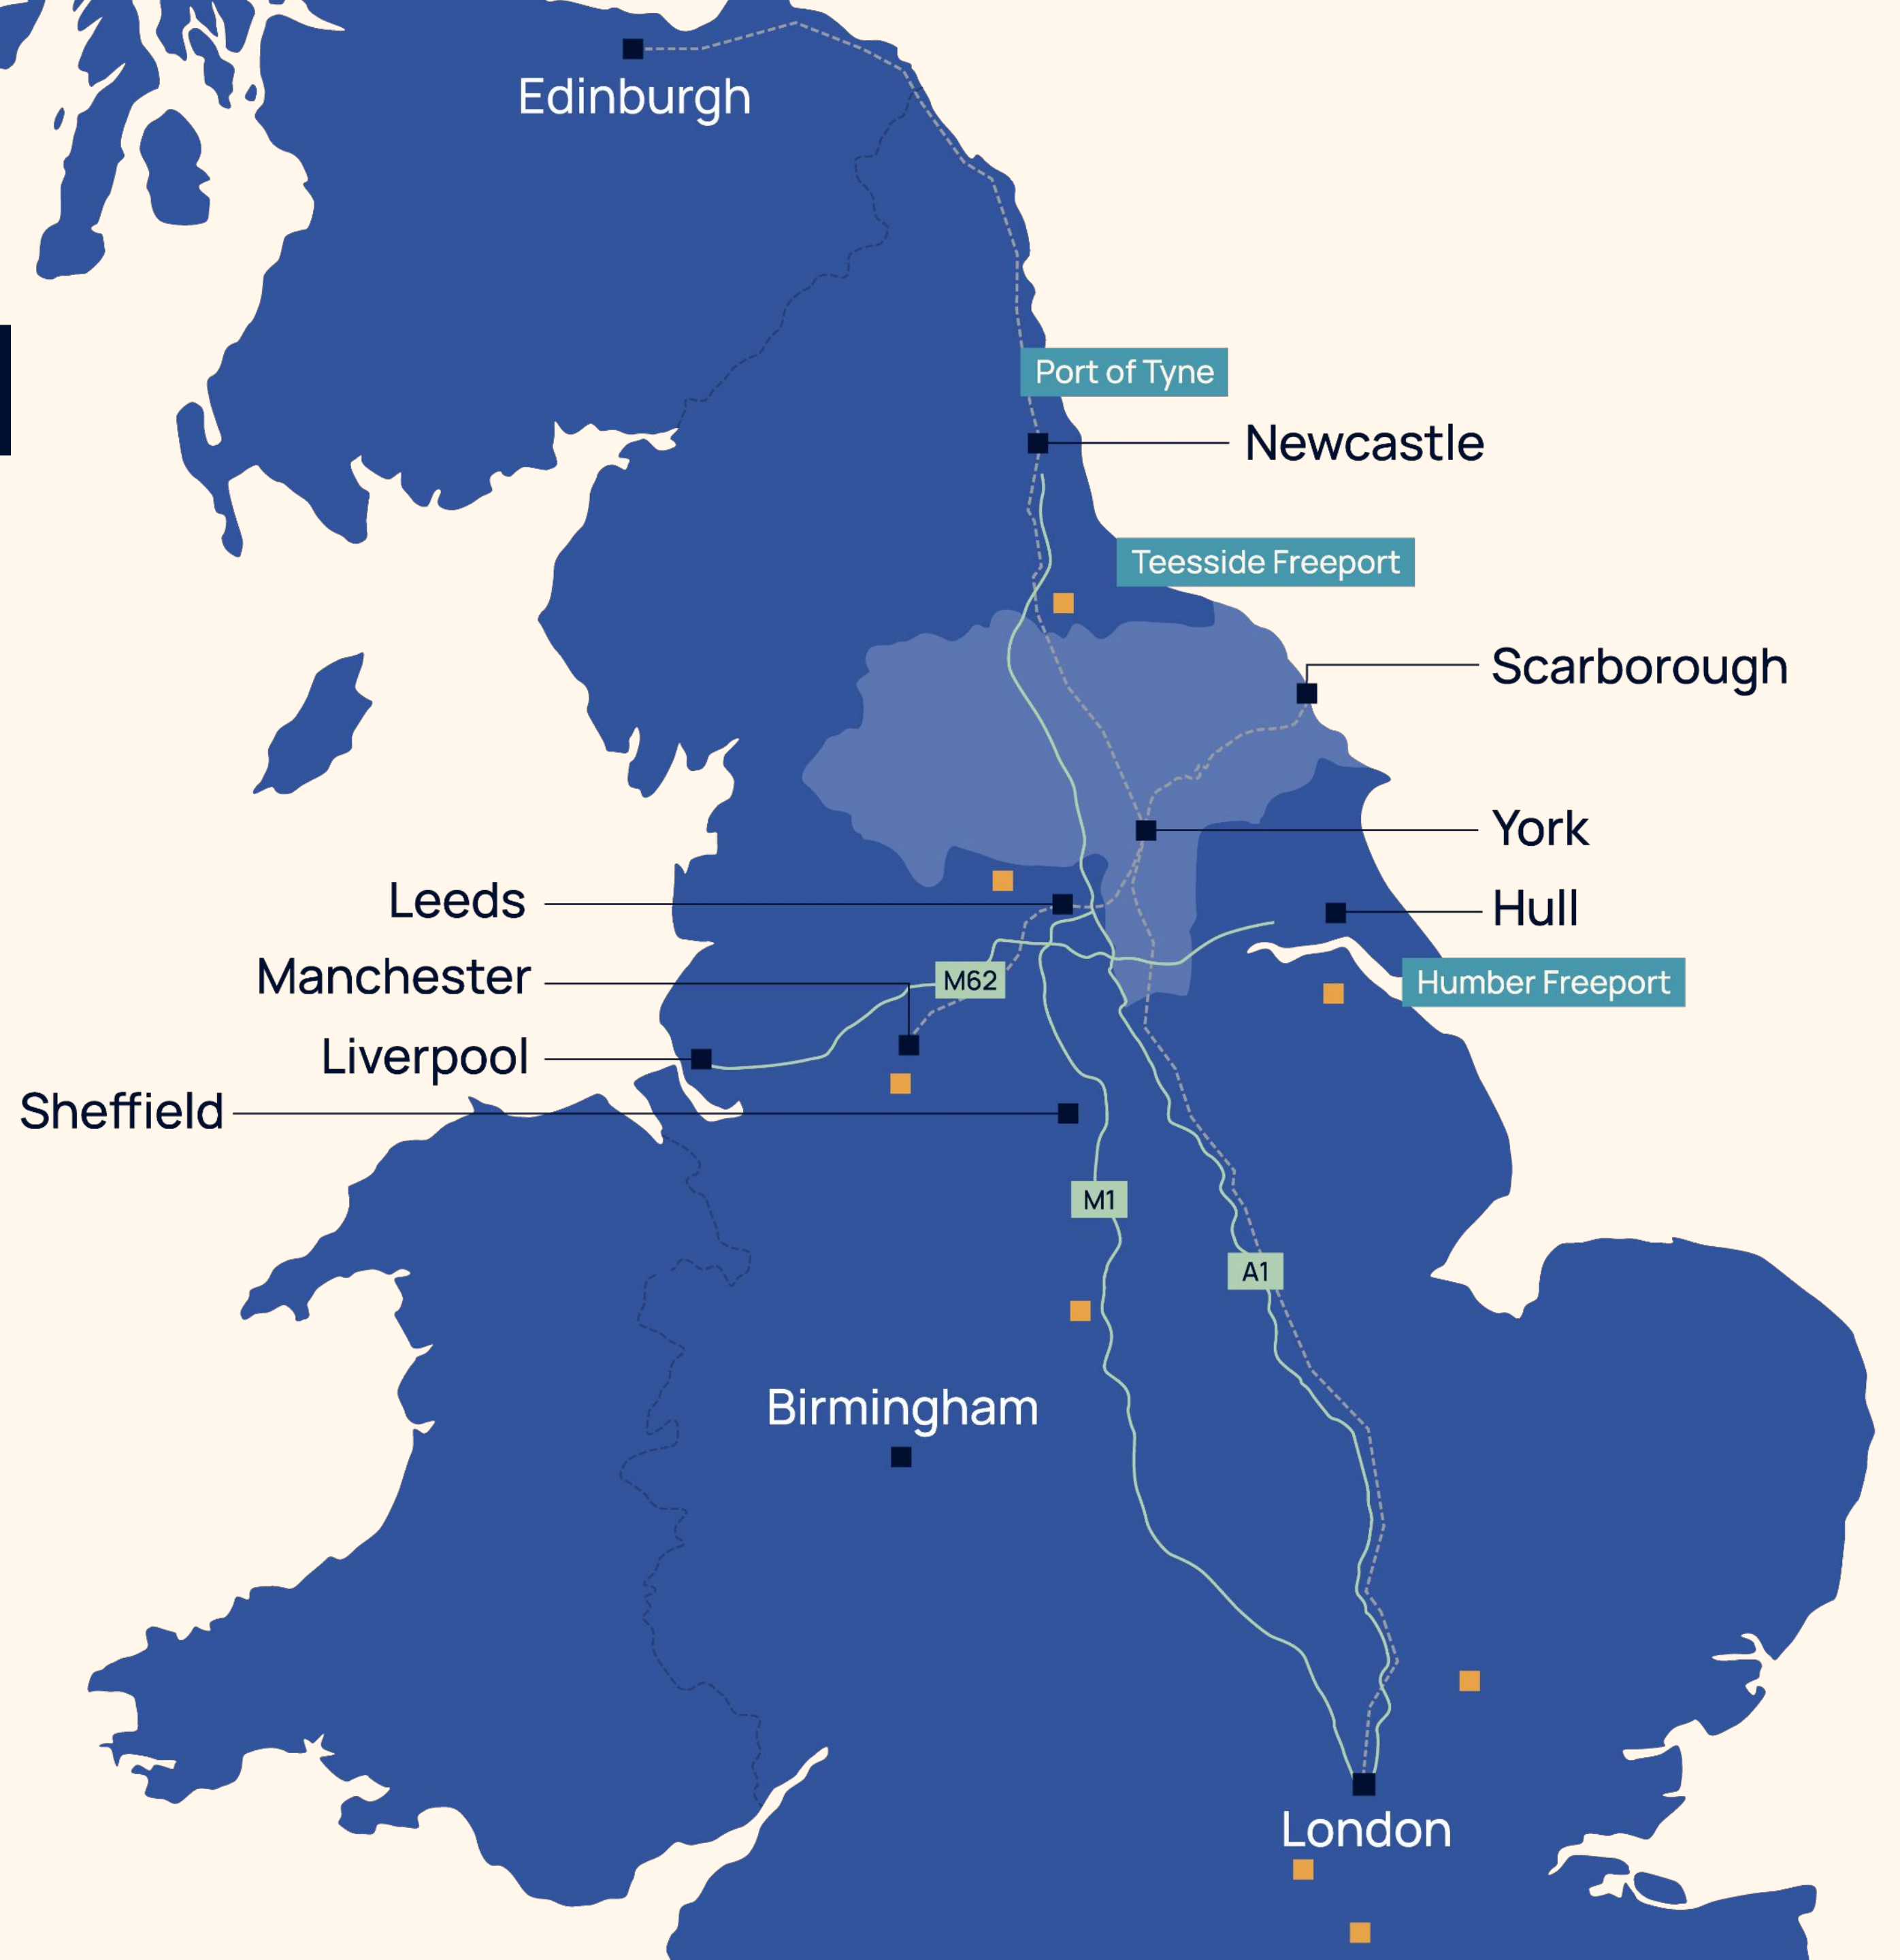 Edinburgh
Port of Tyne
Newcastle
Teesside Freeport
Scarborough
York
Leeds
Hull
Manchester
M62
Humber Freeport
Liverpool
Sheffield
M1
A1
Birmingham
London